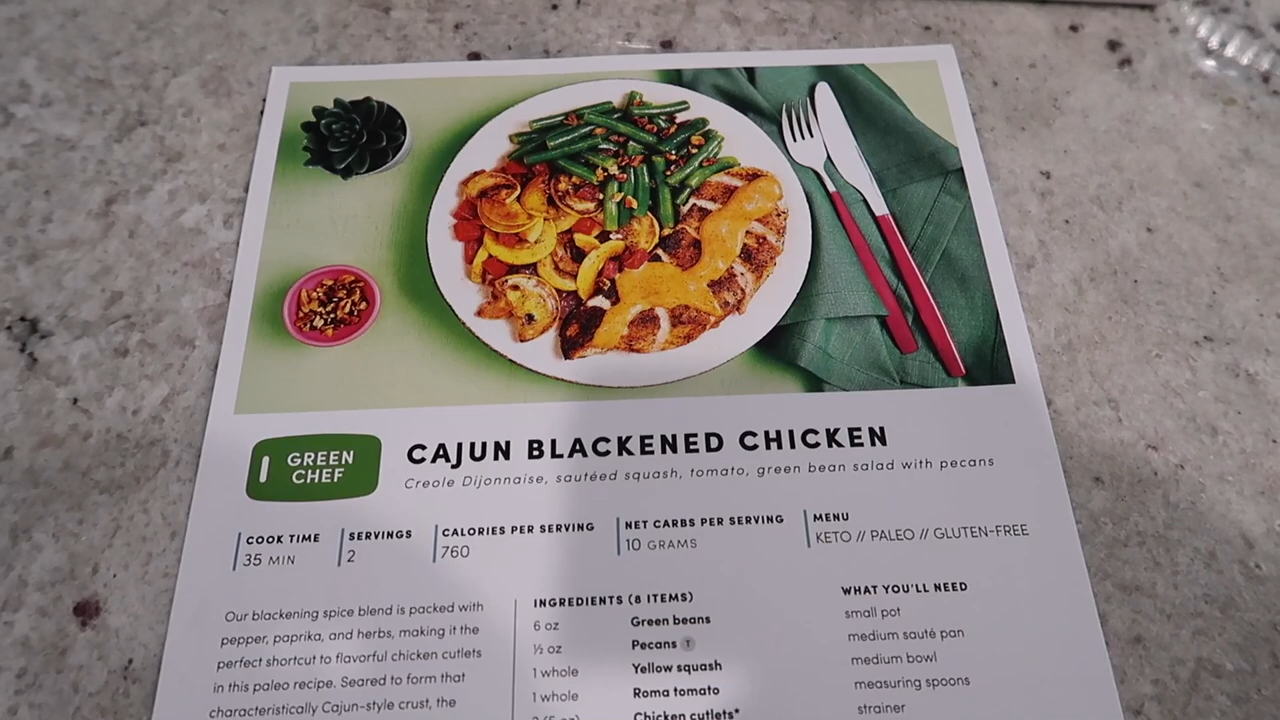 GREEN
CHEF
CAJUN BLACKENED CHICKEN
Creole Dijonnaise, sautéed squash, tomato, green bean salad with pecans
COOK TIME
35 MIN
SERVINGS
2
CALORIES PER SERVING
760
NET CARBS PER SERVING
10 GRAMS
MENU
KETO // PALEO // GLUTEN-FREE
Our blackening spice blend is packed with
pepper, paprika, and herbs, making it the
perfect shortcut to flavorful chicken cutlets
in this paleo recipe. Seared to form that
characteristically Cajun-style crust, the
INGREDIENTS (8 ITEMS)
6 oz Green beans
½ oz Pecans T
1 whole Yellow squash
1 whole Roma tomato
2 (5 oz) Chicken cutlets*
WHAT YOU'LL NEED
small pot
medium sauté pan
medium bowl
measuring spoons
strainer